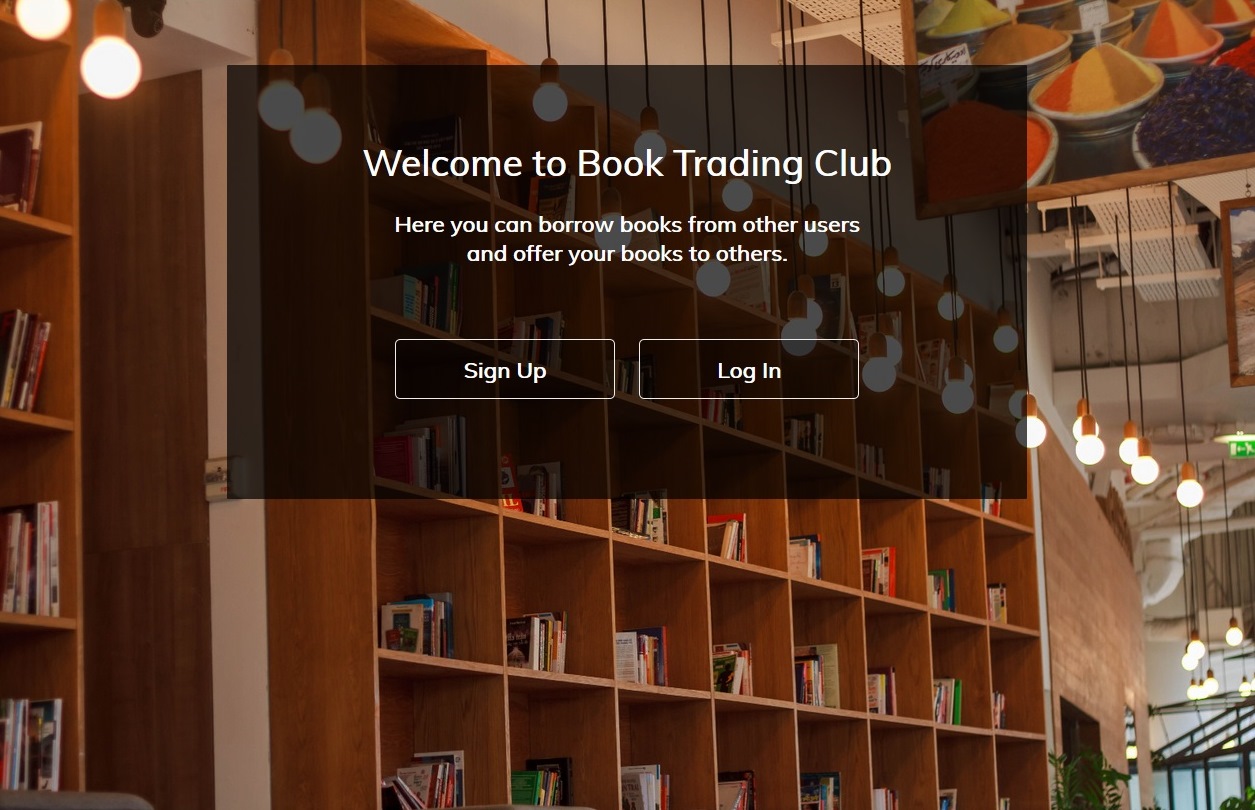 Welcome to Book Trading Club
Here you can borrow books from other users
and offer your books to others.
Sign Up
Log In